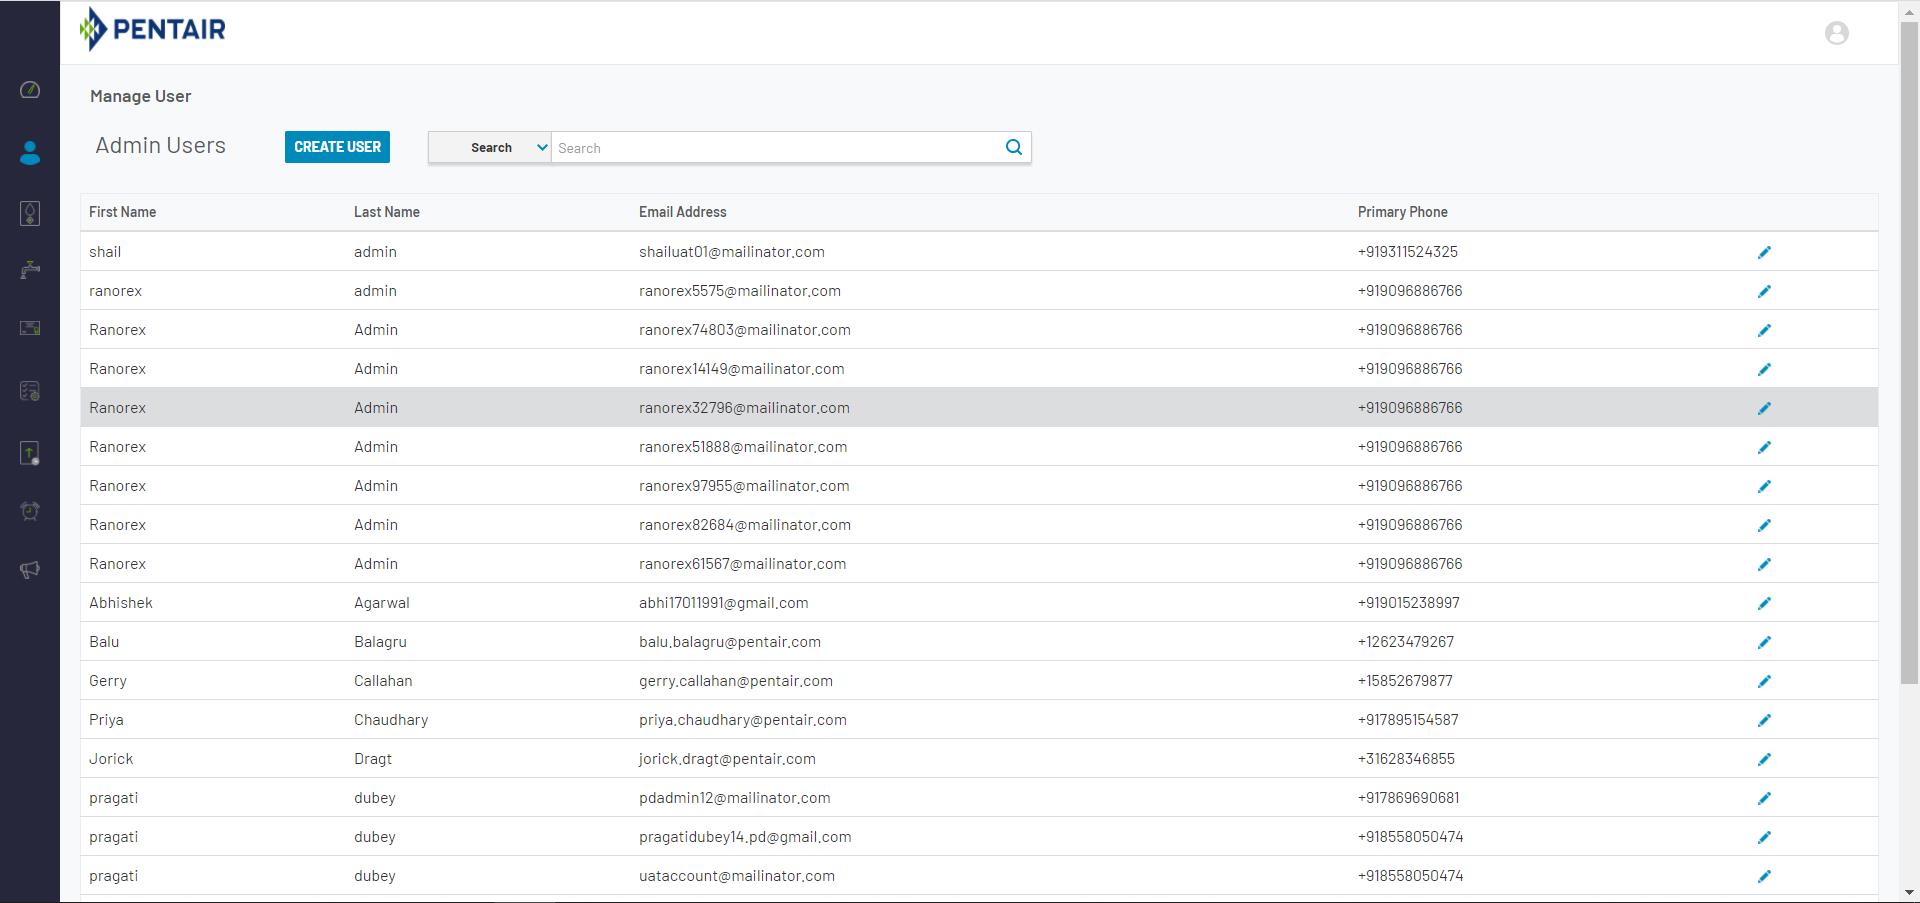 PENTAIR
Manage User
Admin Users CREATE USER Search Search
First Name Last Name Email Address Primary Phone
shail admin shailuat01@mailinator.com +919311524325
ranorex admin ranorex5575@mailinator.com +919096886766
Ranorex Admin ranorex74803@mailinator.com +919096886766
Ranorex Admin ranorex14149@mailinator.com +919096886766
Ranorex Admin ranorex32796@mailinator.com +919096886766
Ranorex Admin ranorex51888@mailinator.com +919096886766
Ranorex Admin ranorex97955@mailinator.com +919096886766
Ranorex Admin ranorex82684@mailinator.com +919096886766
Ranorex Admin ranorex61567@mailinator.com +919096886766
Abhishek Agarwal abhi17011991@gmail.com +919015238997
Balu Balagru balu.balagru@pentair.com +12623479267
Gerry Callahan gerry.callahan@pentair.com +15852679877
Priya Chaudhary priya.chaudhary@pentair.com +917895154587
Jorick Dragt jorick.dragt@pentair.com +31628346855
pragati dubey pdadmin12@mailinator.com +917869690681
pragati dubey pragatidubey14.pd@gmail.com +918558050474
pragati dubey uataccount@mailinator.com +918558050474